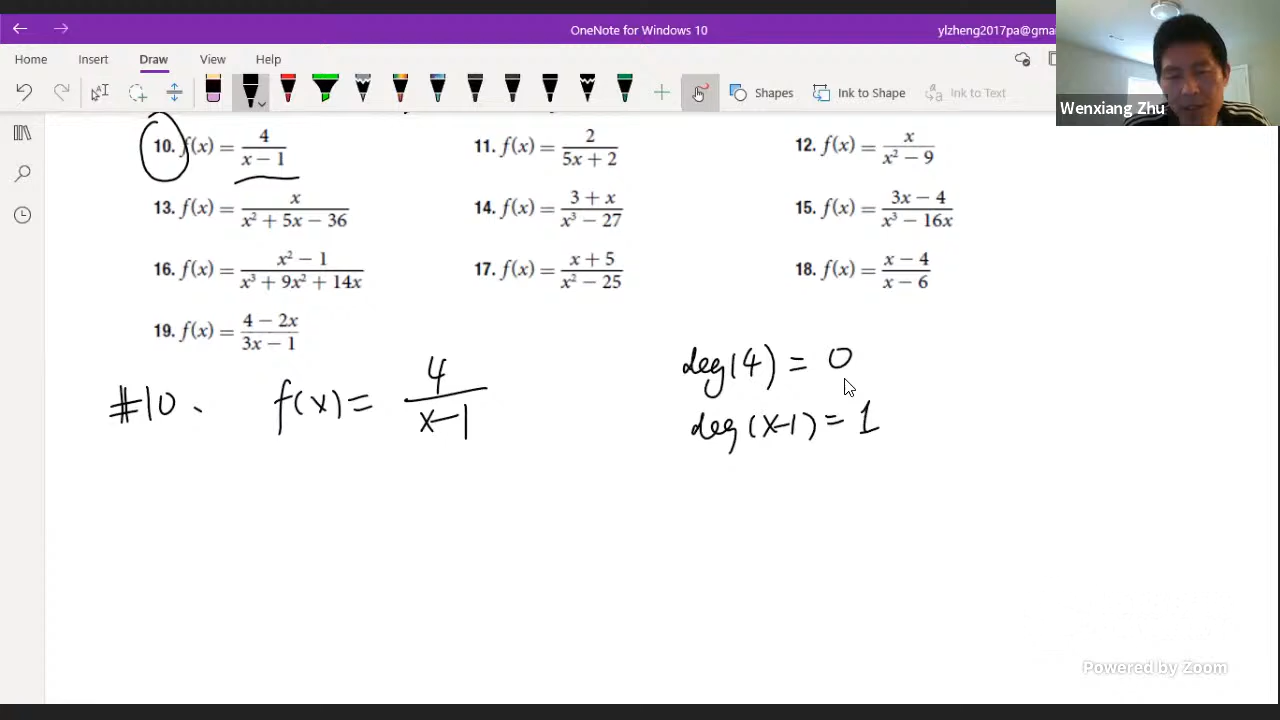 OneNote for Windows 10
ylzheng2017pa@gma
Home Insert Draw View Help
Shapes Ink to Shape Ink to Text
Wenxiang Zhu
10. f(x) = 4/(x − 1)
11. f(x) = 2/(5x + 2)
12. f(x) = x/(x² − 9)
13. f(x) = x/(x² + 5x − 36)
14. f(x) = (3 + x)/(x³ − 27)
15. f(x) = (3x − 4)/(x³ − 16x)
16. f(x) = (x² − 1)/(x³ + 9x² + 14x)
17. f(x) = (x + 5)/(x² − 25)
18. f(x) = (x − 4)/(x − 6)
19. f(x) = (4 − 2x)/(3x − 1)
#10. f(x) = 4/(x−1)
deg(4) = 0
deg(x−1) = 1
Powered by Zoom